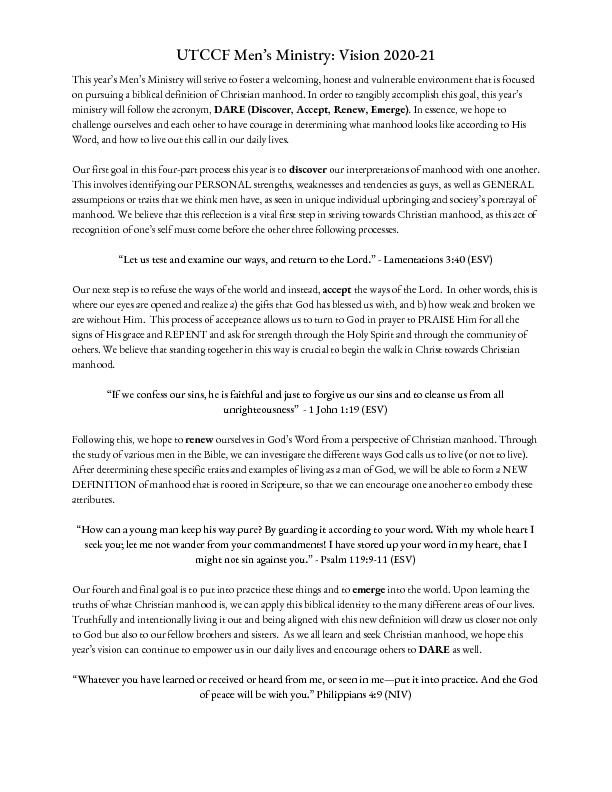 UTCCF Men's Ministry: Vision 2020-21
This year's Men's Ministry will strive to foster a welcoming, honest and vulnerable environment that is focused
on pursuing a biblical definition of Christian manhood. In order to tangibly accomplish this goal, this year's
ministry will follow the acronym, DARE (Discover, Accept, Renew, Emerge). In essence, we hope to
challenge ourselves and each other to have courage in determining what manhood looks like according to His
Word, and how to live out this call in our daily lives.
Our first goal in this four-part process this year is to discover our interpretations of manhood with one another.
This involves identifying our PERSONAL strengths, weaknesses and tendencies as guys, as well as GENERAL
assumptions or traits that we think men have, as seen in unique individual upbringing and society's portrayal of
manhood. We believe that this reflection is a vital first step in striving towards Christian manhood, as this act of
recognition of one's self must come before the other three following processes.
"Let us test and examine our ways, and return to the Lord." - Lamentations 3:40 (ESV)
Our next step is to refuse the ways of the world and instead, accept the ways of the Lord. In other words, this is
where our eyes are opened and realize a) the gifts that God has blessed us with, and b) how weak and broken we
are without Him. This process of acceptance allows us to turn to God in prayer to PRAISE Him for all the
signs of His grace and REPENT and ask for strength through the Holy Spirit and through the community of
others. We believe that standing together in this way is crucial to begin the walk in Christ towards Christian
manhood.
"If we confess our sins, he is faithful and just to forgive us our sins and to cleanse us from all
unrighteousness" - 1 John 1:19 (ESV)
Following this, we hope to renew ourselves in God's Word from a perspective of Christian manhood. Through
the study of various men in the Bible, we can investigate the different ways God calls us to live (or not to live).
After determining these specific traits and examples of living as a man of God, we will be able to form a NEW
DEFINITION of manhood that is rooted in Scripture, so that we can encourage one another to embody these
attributes.
"How can a young man keep his way pure? By guarding it according to your word. With my whole heart I
seek you; let me not wander from your commandments! I have stored up your word in my heart, that I
might not sin against you." - Psalm 119:9-11 (ESV)
Our fourth and final goal is to put into practice these things and to emerge into the world. Upon learning the
truths of what Christian manhood is, we can apply this biblical identity to the many different areas of our lives.
Truthfully and intentionally living it out and being aligned with this new definition will draw us closer not only
to God but also to our fellow brothers and sisters. As we all learn and seek Christian manhood, we hope this
year's vision can continue to empower us in our daily lives and encourage others to DARE as well.
"Whatever you have learned or received or heard from me, or seen in me—put it into practice. And the God
of peace will be with you." Philippians 4:9 (NIV)